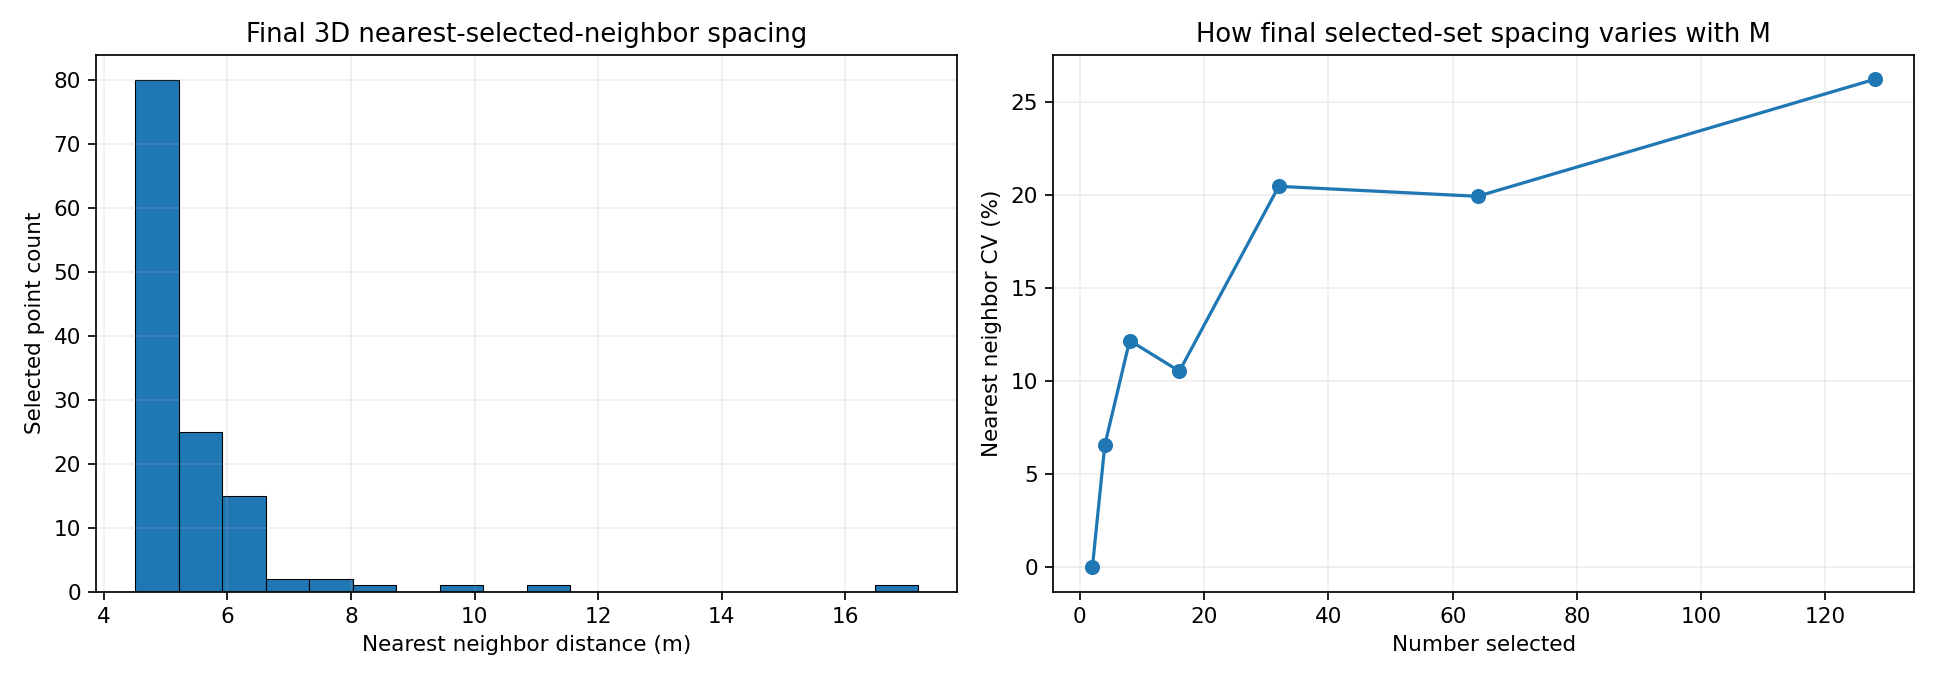 Final 3D nearest-selected-neighbor spacing
Selected point count
80
70
60
50
40
30
20
10
0
4 6 8 10 12 14 16
Nearest neighbor distance (m)
How final selected-set spacing varies with M
Nearest neighbor CV (%)
25
20
15
10
5
0
0 20 40 60 80 100 120
Number selected